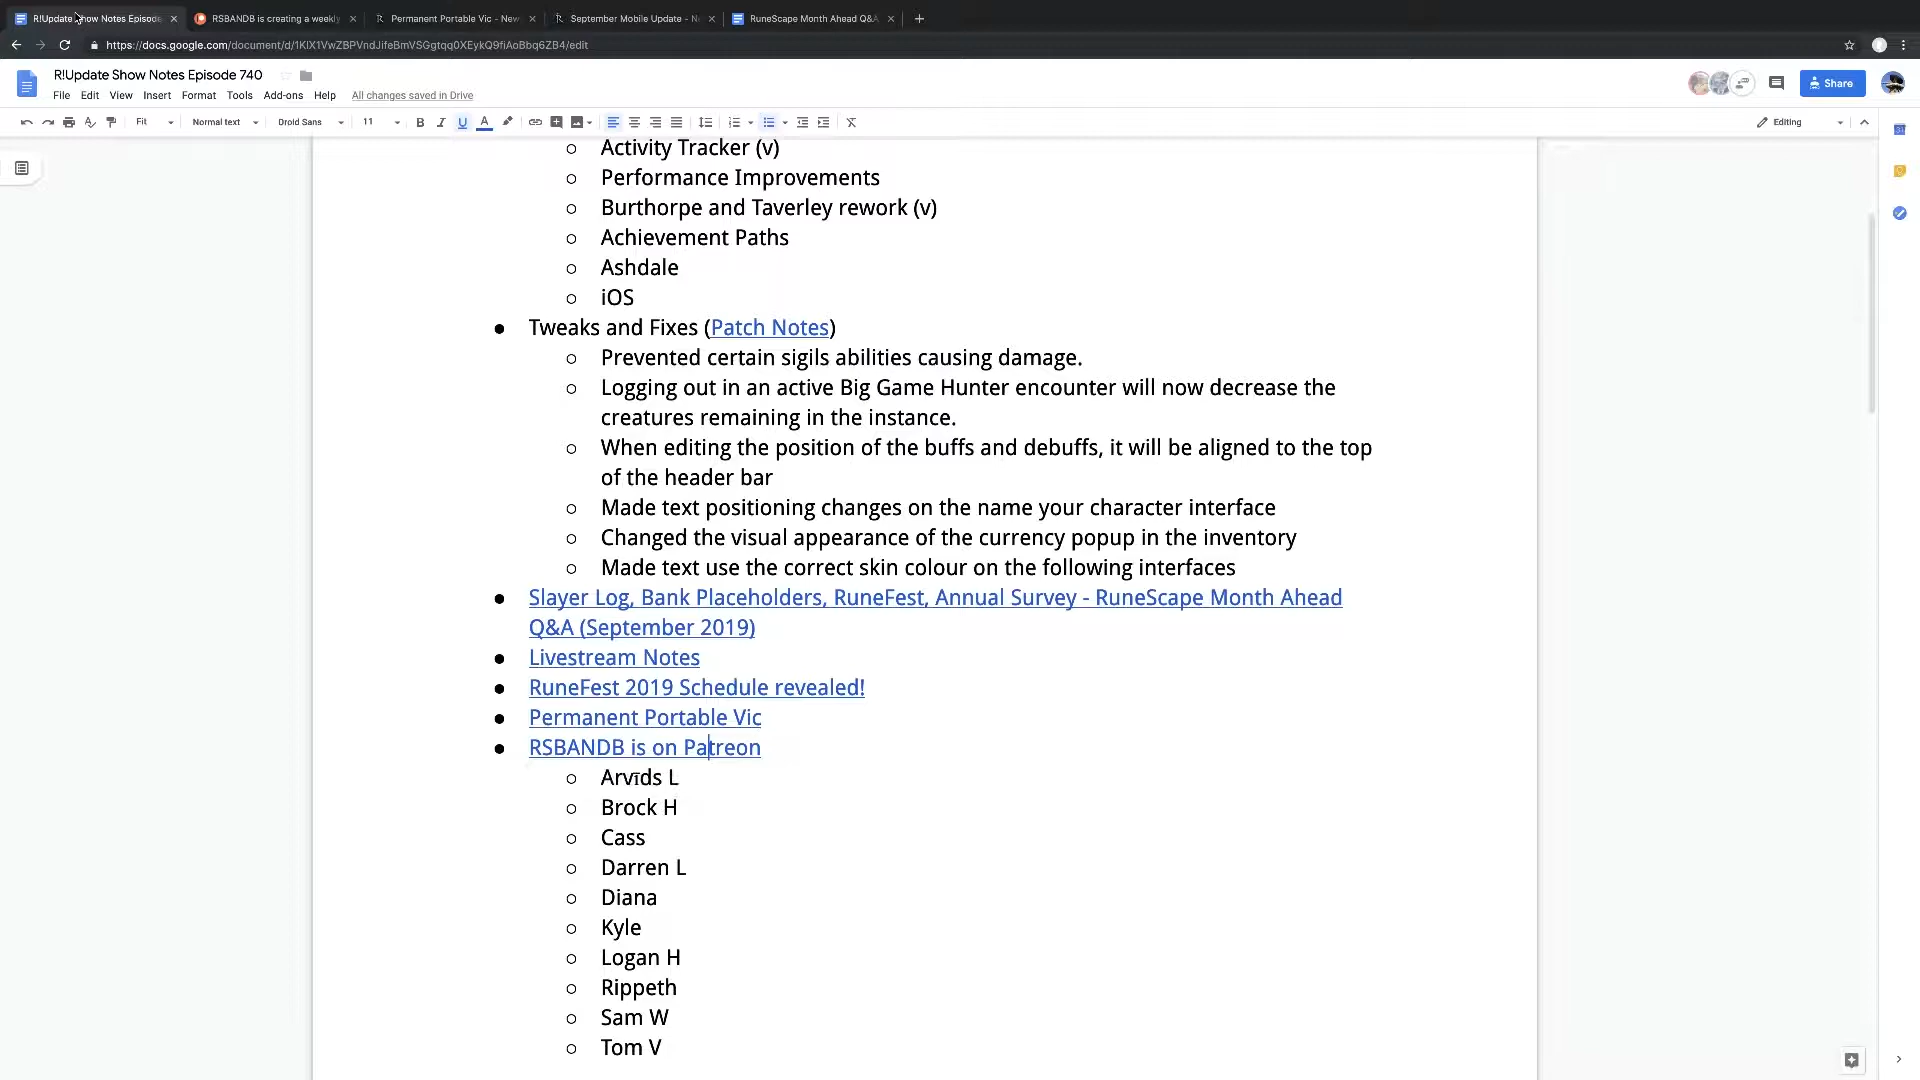 R!Update Show Notes Episode
RSBANDB is creating a weekly
Permanent Portable Vic - New
September Mobile Update - N
RuneScape Month Ahead Q&A
https://docs.google.com/document/d/1KlX1VwZBPVndJifeBmVSGgtqq0XEykQ9fiAoBbq6ZB4/edit
R!Update Show Notes Episode 740
File Edit View Insert Format Tools Add-ons Help All changes saved in Drive
Share
Fit Normal text Droid Sans 11 B I U A Editing
Activity Tracker (v)
Performance Improvements
Burthorpe and Taverley rework (v)
Achievement Paths
Ashdale
iOS
Tweaks and Fixes (Patch Notes)
Prevented certain sigils abilities causing damage.
Logging out in an active Big Game Hunter encounter will now decrease the
creatures remaining in the instance.
When editing the position of the buffs and debuffs, it will be aligned to the top
of the header bar
Made text positioning changes on the name your character interface
Changed the visual appearance of the currency popup in the inventory
Made text use the correct skin colour on the following interfaces
Slayer Log, Bank Placeholders, RuneFest, Annual Survey - RuneScape Month Ahead
Q&A (September 2019)
Livestream Notes
RuneFest 2019 Schedule revealed!
Permanent Portable Vic
RSBANDB is on Patreon
Arvids L
Brock H
Cass
Darren L
Diana
Kyle
Logan H
Rippeth
Sam W
Tom V